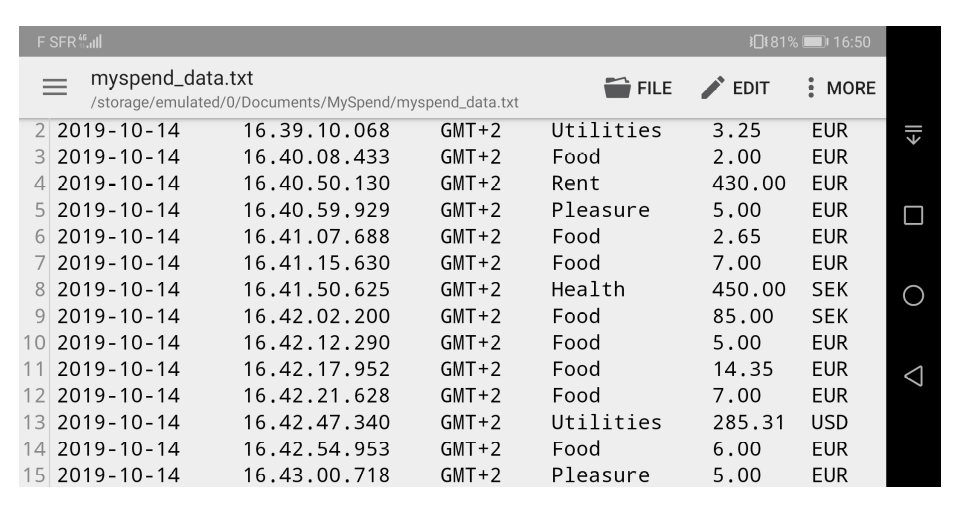 F SFR 4G 81% 16:50
myspend_data.txt FILE EDIT MORE
/storage/emulated/0/Documents/MySpend/myspend_data.txt
2 2019-10-14 16.39.10.068 GMT+2 Utilities 3.25 EUR
3 2019-10-14 16.40.08.433 GMT+2 Food 2.00 EUR
4 2019-10-14 16.40.50.130 GMT+2 Rent 430.00 EUR
5 2019-10-14 16.40.59.929 GMT+2 Pleasure 5.00 EUR
6 2019-10-14 16.41.07.688 GMT+2 Food 2.65 EUR
7 2019-10-14 16.41.15.630 GMT+2 Food 7.00 EUR
8 2019-10-14 16.41.50.625 GMT+2 Health 450.00 SEK
9 2019-10-14 16.42.02.200 GMT+2 Food 85.00 SEK
10 2019-10-14 16.42.12.290 GMT+2 Food 5.00 EUR
11 2019-10-14 16.42.17.952 GMT+2 Food 14.35 EUR
12 2019-10-14 16.42.21.628 GMT+2 Food 7.00 EUR
13 2019-10-14 16.42.47.340 GMT+2 Utilities 285.31 USD
14 2019-10-14 16.42.54.953 GMT+2 Food 6.00 EUR
15 2019-10-14 16.43.00.718 GMT+2 Pleasure 5.00 EUR